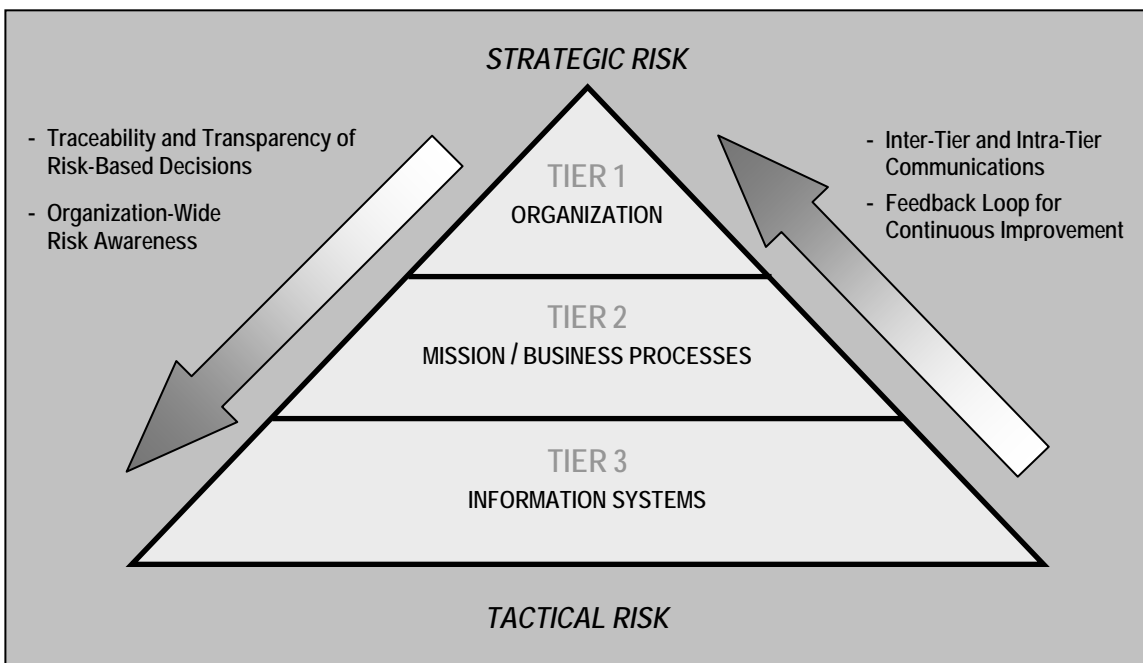 STRATEGIC RISK
- Traceability and Transparency of
Risk-Based Decisions
- Organization-Wide
Risk Awareness
- Inter-Tier and Intra-Tier
Communications
- Feedback Loop for
Continuous Improvement
TIER 1
ORGANIZATION
TIER 2
MISSION / BUSINESS PROCESSES
TIER 3
INFORMATION SYSTEMS
TACTICAL RISK